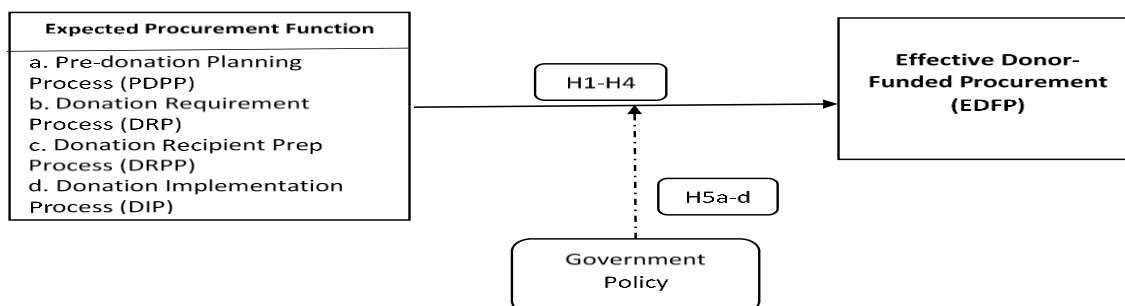 Expected Procurement Function
a. Pre-donation Planning
Process (PDPP)
b. Donation Requirement
Process (DRP)
c. Donation Recipient Prep
Process (DRPP)
d. Donation Implementation
Process (DIP)
H1-H4
Effective Donor-
Funded Procurement
(EDFP)
H5a-d
Government
Policy